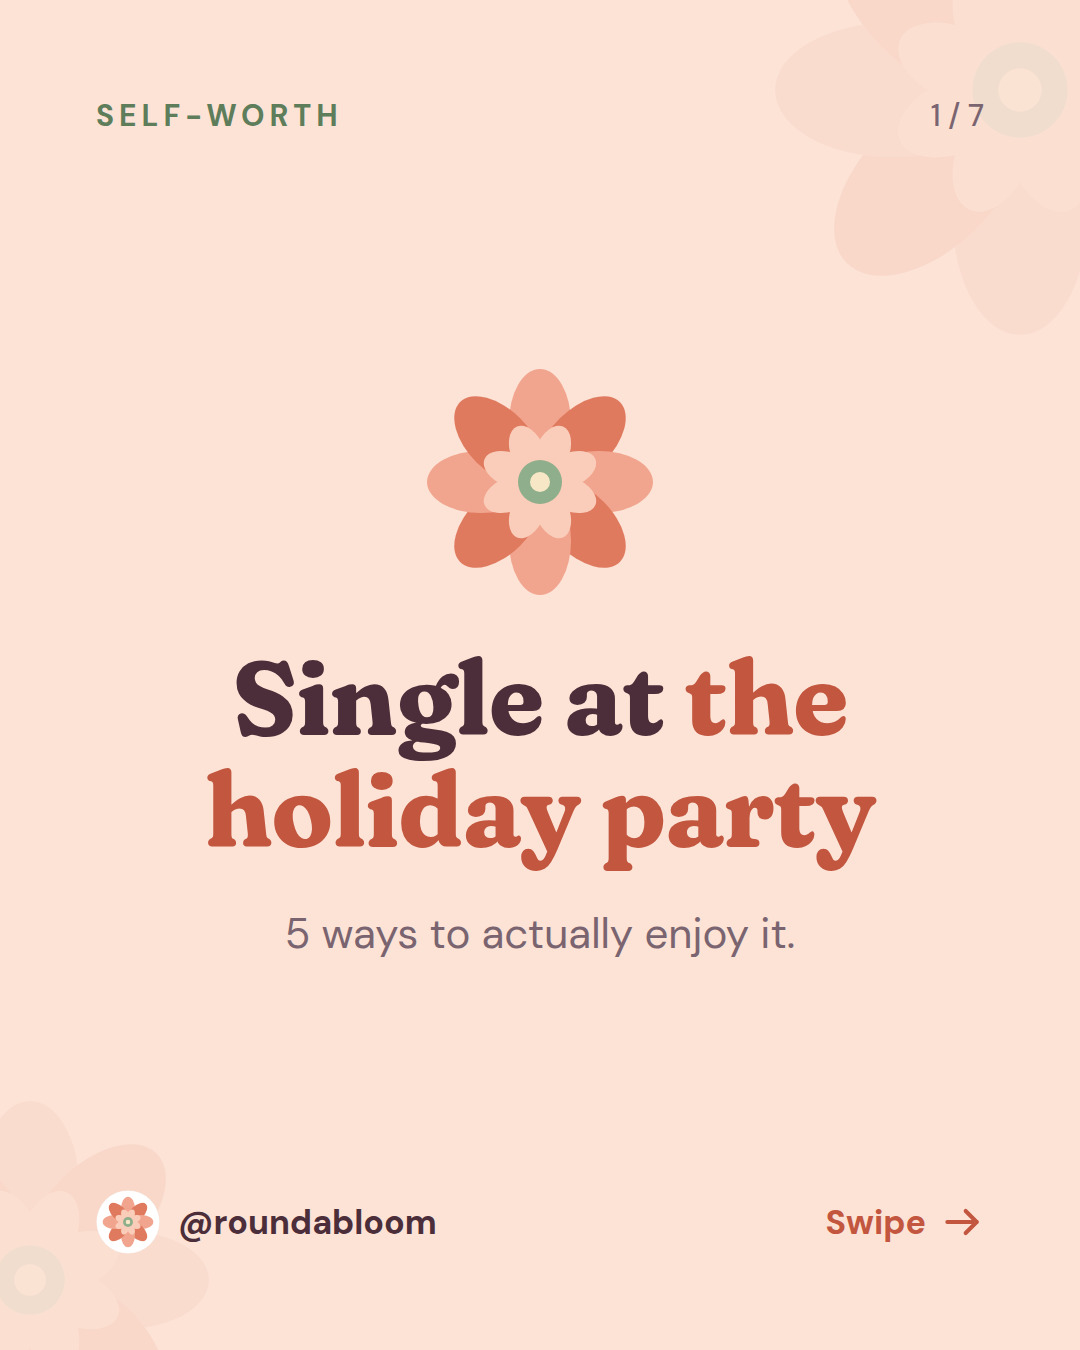 SELF-WORTH
1 / 7
Single at the
holiday party
5 ways to actually enjoy it.
@roundabloom
Swipe →